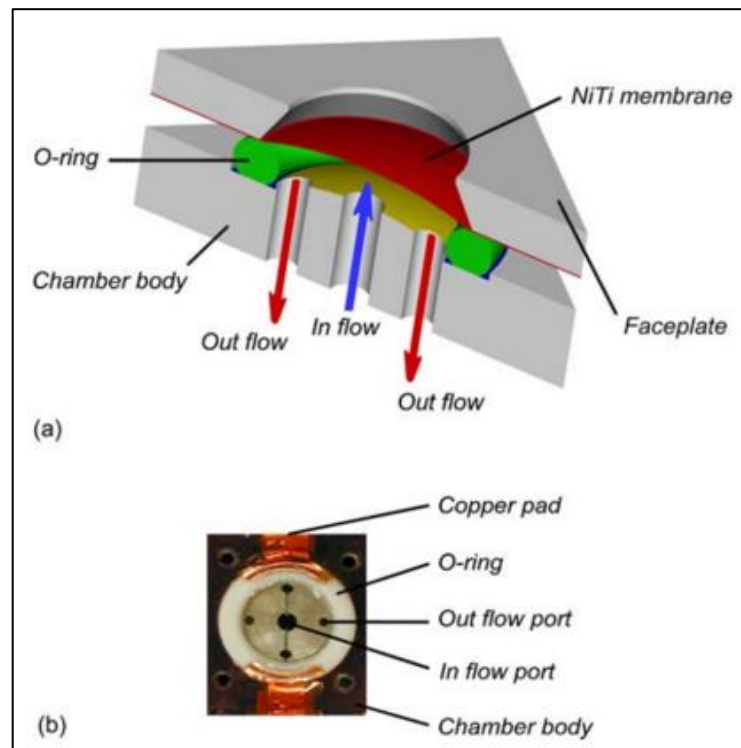 NiTi membrane
O-ring
Chamber body
Out flow
In flow
Faceplate
Out flow
(a)
Copper pad
O-ring
Out flow port
In flow port
Chamber body
(b)